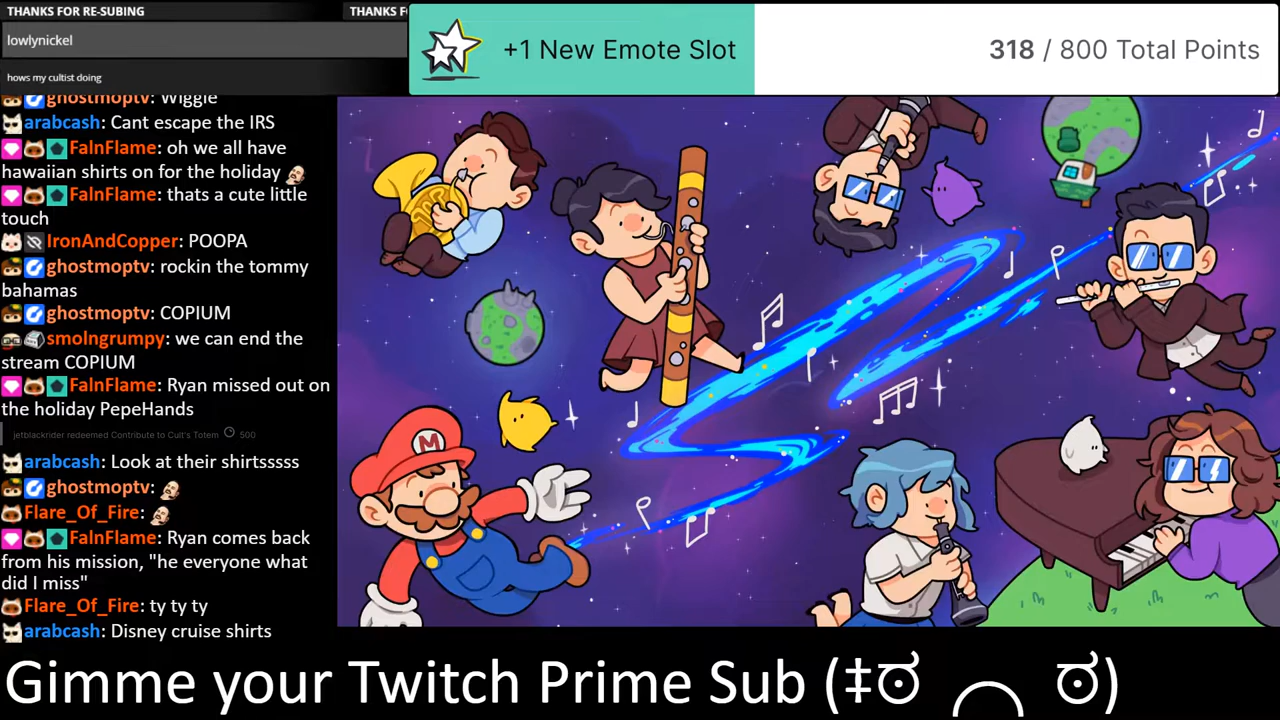 THANKS FOR RE-SUBING
THANKS FO
lowlynickel
hows my cultist doing
+1 New Emote Slot
318 / 800 Total Points
ghostmoptv: Wiggle
arabcash: Cant escape the IRS
FalnFlame: oh we all have
hawaiian shirts on for the holiday
FalnFlame: thats a cute little
touch
IronAndCopper: POOPA
ghostmoptv: rockin the tommy
bahamas
ghostmoptv: COPIUM
smolngrumpy: we can end the
stream COPIUM
FalnFlame: Ryan missed out on
the holiday PepeHands
jetblackrider redeemed Contribute to Cult's Totem 500
arabcash: Look at their shirtsssss
ghostmoptv:
Flare_Of_Fire:
FalnFlame: Ryan comes back
from his mission, "he everyone what
did I miss"
Flare_Of_Fire: ty ty ty
arabcash: Disney cruise shirts
M
Gimme your Twitch Prime Sub (‡ಠ ⁔ ಠ)